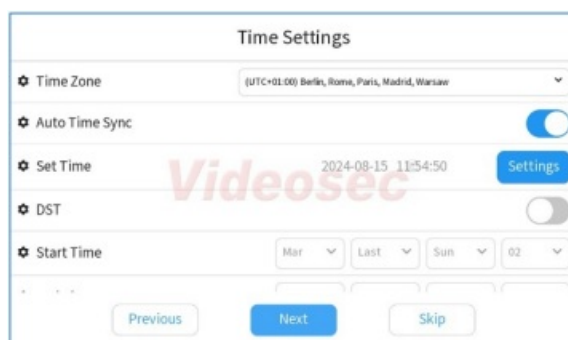 Time Settings
Time Zone (UTC+01:00) Berlin, Rome, Paris, Madrid, Warsaw
Auto Time Sync
Set Time 2024-08-15 11:54:50 Settings
Videosec
DST
Start Time Mar Last Sun 02
Previous Next Skip